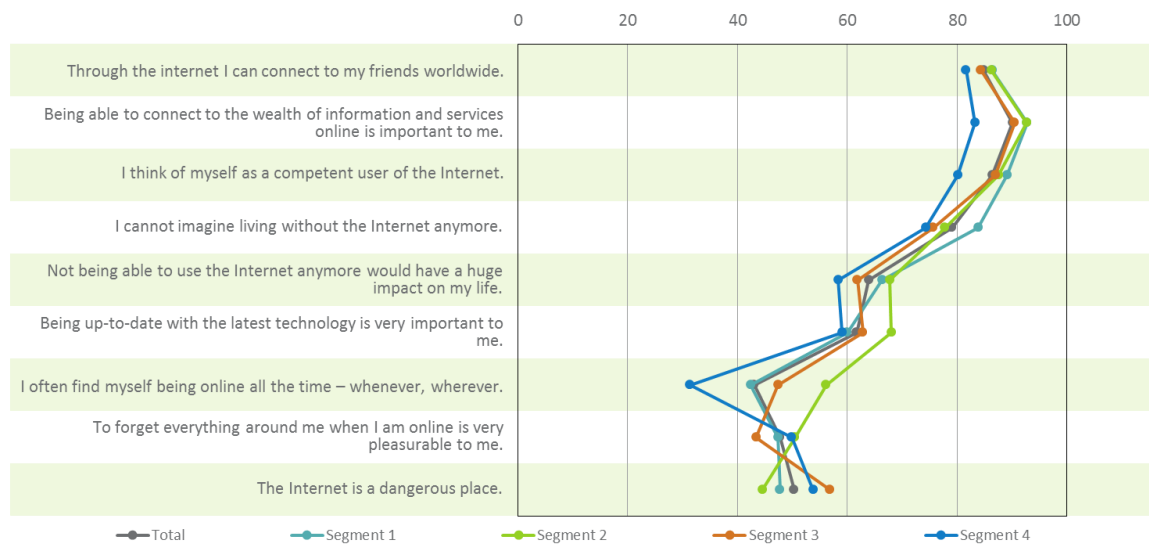 0 20 40 60 80 100
Through the internet I can connect to my friends worldwide.
Being able to connect to the wealth of information and services
online is important to me.
I think of myself as a competent user of the Internet.
I cannot imagine living without the Internet anymore.
Not being able to use the Internet anymore would have a huge
impact on my life.
Being up-to-date with the latest technology is very important to
me.
I often find myself being online all the time – whenever, wherever.
To forget everything around me when I am online is very
pleasurable to me.
The Internet is a dangerous place.
Total Segment 1 Segment 2 Segment 3 Segment 4